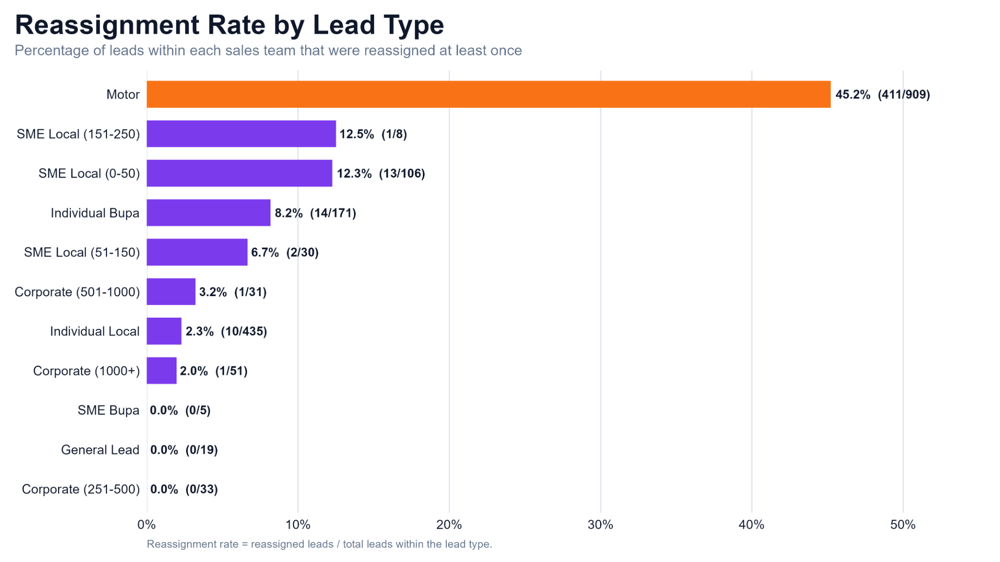 Reassignment Rate by Lead Type
Percentage of leads within each sales team that were reassigned at least once
Motor 45.2% (411/909)
SME Local (151-250) 12.5% (1/8)
SME Local (0-50) 12.3% (13/106)
Individual Bupa 8.2% (14/171)
SME Local (51-150) 6.7% (2/30)
Corporate (501-1000) 3.2% (1/31)
Individual Local 2.3% (10/435)
Corporate (1000+) 2.0% (1/51)
SME Bupa 0.0% (0/5)
General Lead 0.0% (0/19)
Corporate (251-500) 0.0% (0/33)
0% 10% 20% 30% 40% 50%
Reassignment rate = reassigned leads / total leads within the lead type.